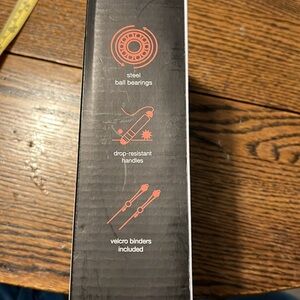 steel
ball bearings
drop-resistant
handles
velcro binders
included